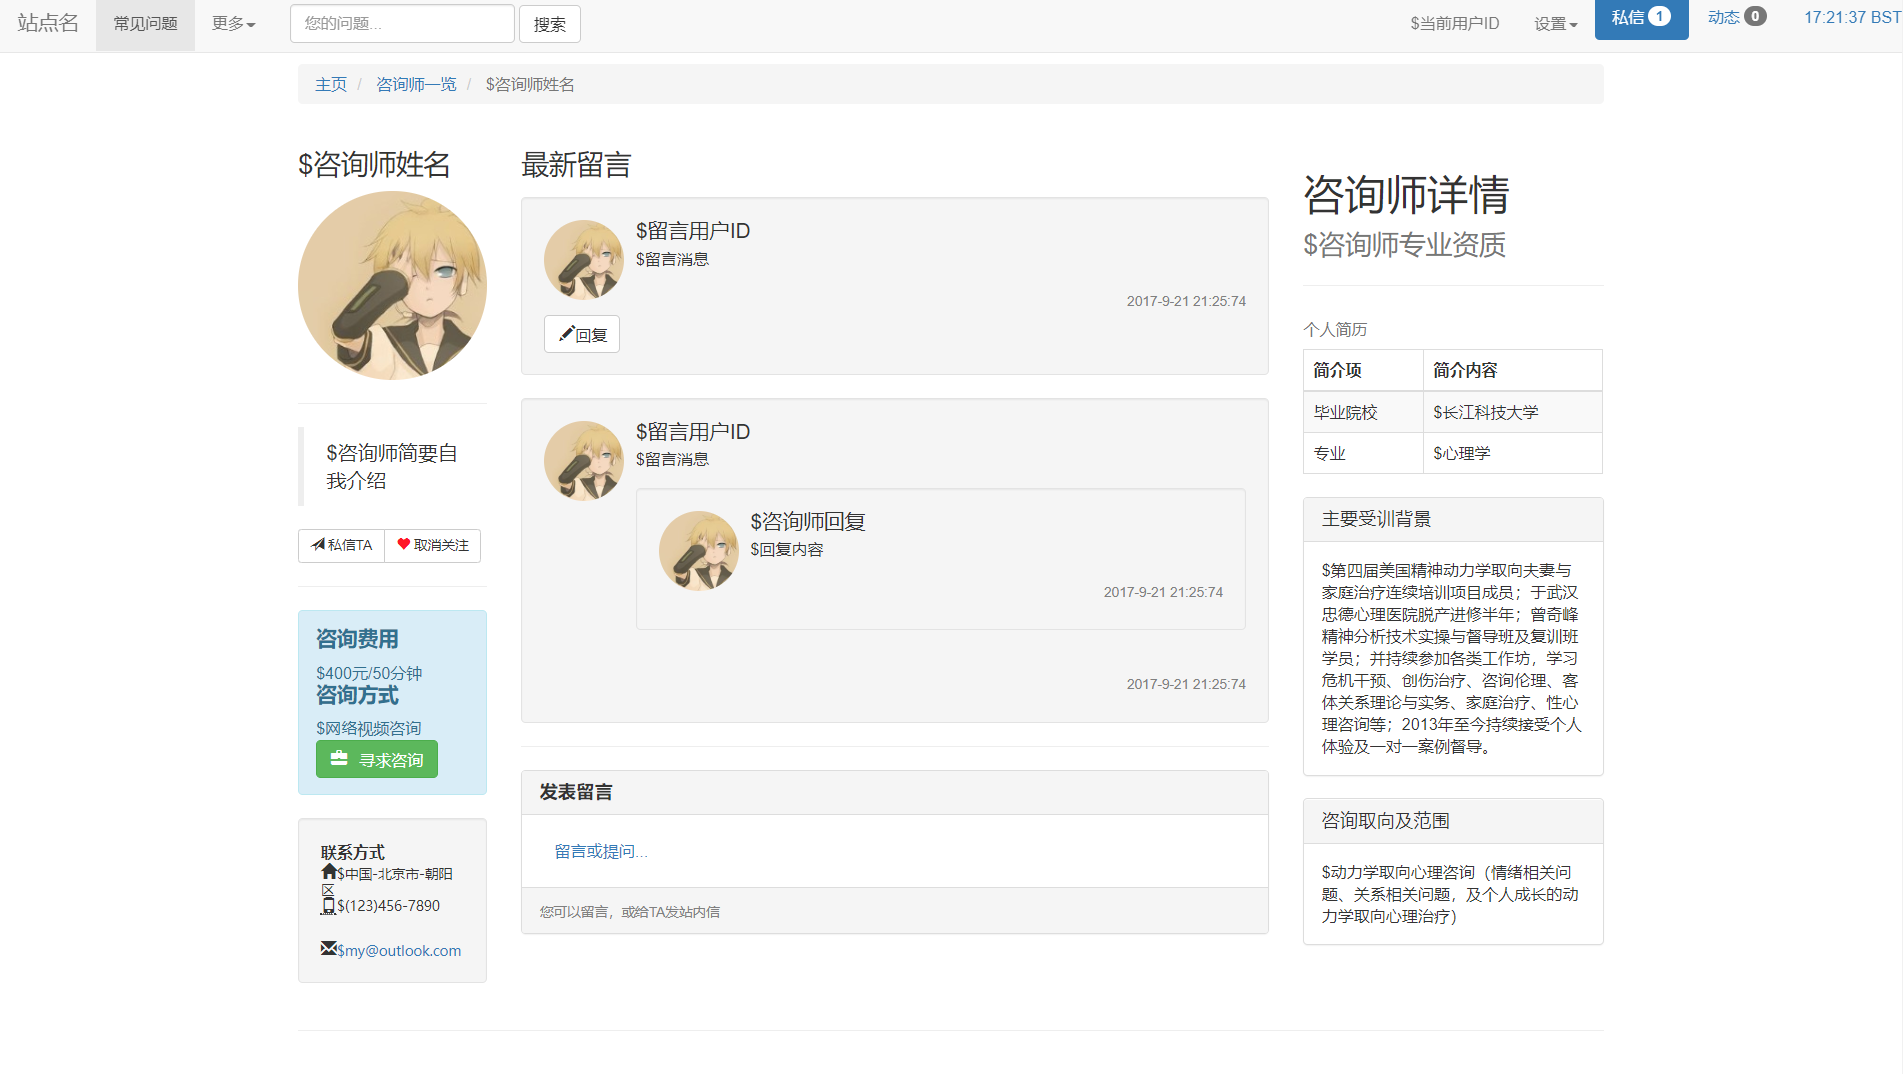 站点名 常见问题 更多 您的问题... 搜索 $当前用户ID 设置 私信 1 动态 0 17:21:37 BST
主页 / 咨询师一览 / $咨询师姓名
$咨询师姓名
$咨询师简要自
我介绍
私信TA 取消关注
咨询费用
$400元/50分钟
咨询方式
$网络视频咨询
寻求咨询
联系方式
$中国-北京市-朝阳
区
$(123)456-7890
$my@outlook.com
最新留言
$留言用户ID
$留言消息
2017-9-21 21:25:74
回复
$留言用户ID
$留言消息
$咨询师回复
$回复内容
2017-9-21 21:25:74
2017-9-21 21:25:74
发表留言
留言或提问...
您可以留言，或给TA发站内信
咨询师详情
$咨询师专业资质
个人简历
简介项 简介内容
毕业院校 $长江科技大学
专业 $心理学
主要受训背景
$第四届美国精神动力学取向夫妻与
家庭治疗连续培训项目成员；于武汉
忠德心理医院脱产进修半年；曾奇峰
精神分析技术实操与督导班及复训班
学员；并持续参加各类工作坊，学习
危机干预、创伤治疗、咨询伦理、客
体关系理论与实务、家庭治疗、性心
理咨询等；2013年至今持续接受个人
体验及一对一案例督导。
咨询取向及范围
$动力学取向心理咨询（情绪相关问
题、关系相关问题，及个人成长的动
力学取向心理治疗）